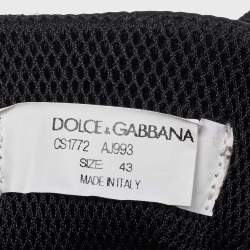 DOLCE & GABBANA
CS1772 AJ993
SIZE: 43
MADE IN ITALY